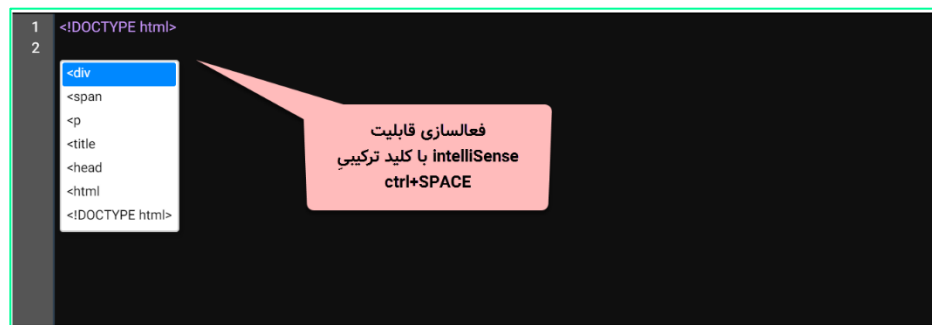 1 <!DOCTYPE html>
2
<div
<span
<p
<title
<head
<html
<!DOCTYPE html>
فعالسازی قابلیت
intelliSense با کلید ترکیبیِ
ctrl+SPACE